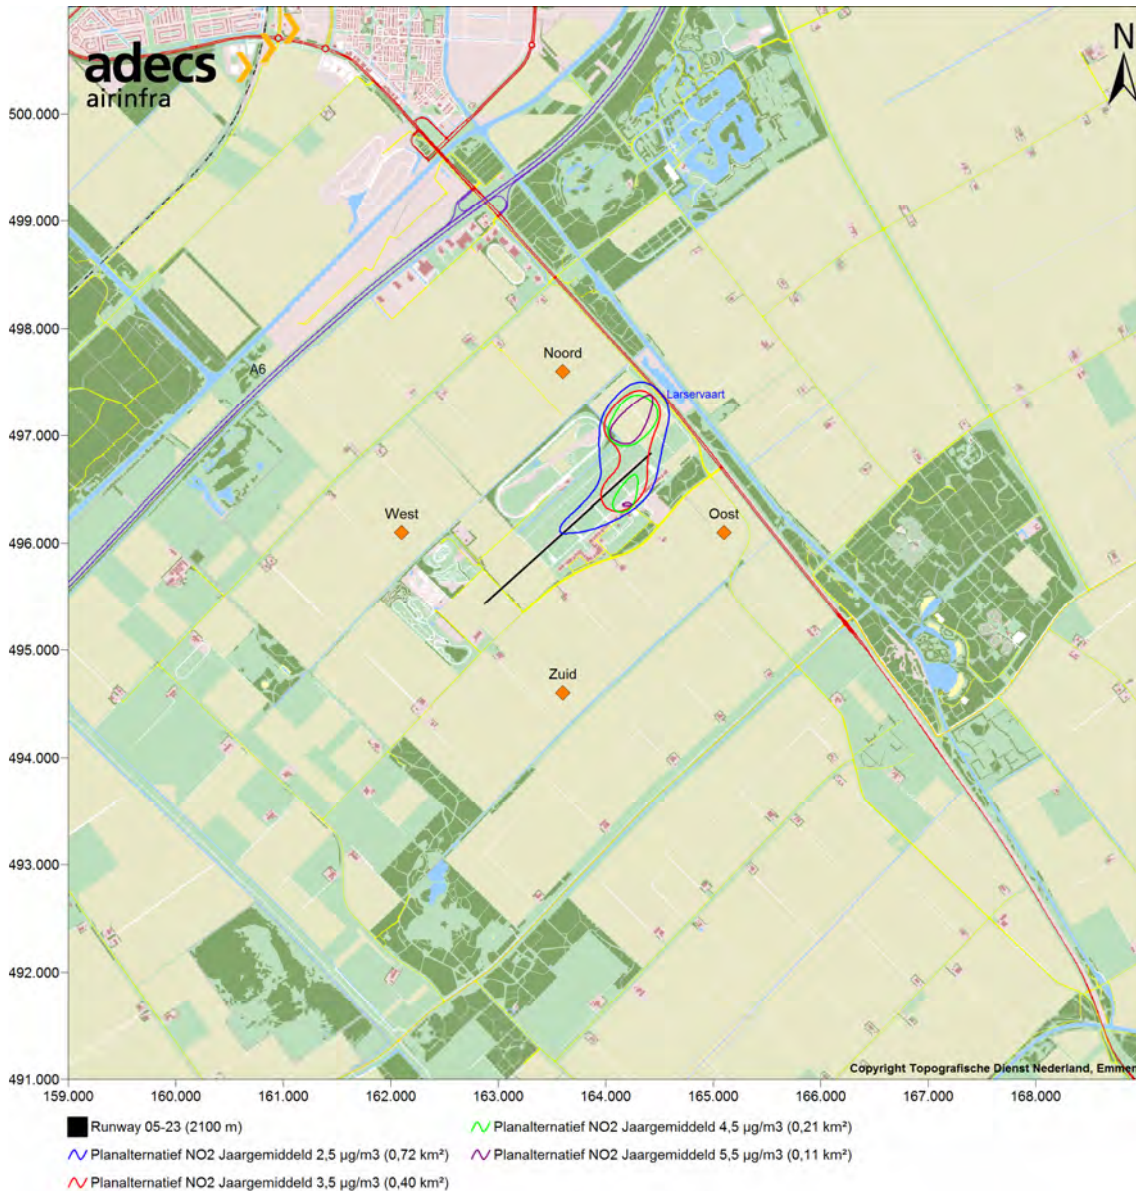 adecs
airinfra
N
500.000
499.000
498.000
Noord
A6
Larservaart
497.000
West
Oost
496.000
495.000
Zuid
494.000
493.000
492.000
491.000
Copyright Topografische Dienst Nederland, Emmen
159.000 160.000 161.000 162.000 163.000 164.000 165.000 166.000 167.000 168.000
Runway 05-23 (2100 m)
Planalternatief NO2 Jaargemiddeld 4,5 µg/m3 (0,21 km²)
Planalternatief NO2 Jaargemiddeld 2,5 µg/m3 (0,72 km²)
Planalternatief NO2 Jaargemiddeld 5,5 µg/m3 (0,11 km²)
Planalternatief NO2 Jaargemiddeld 3,5 µg/m3 (0,40 km²)